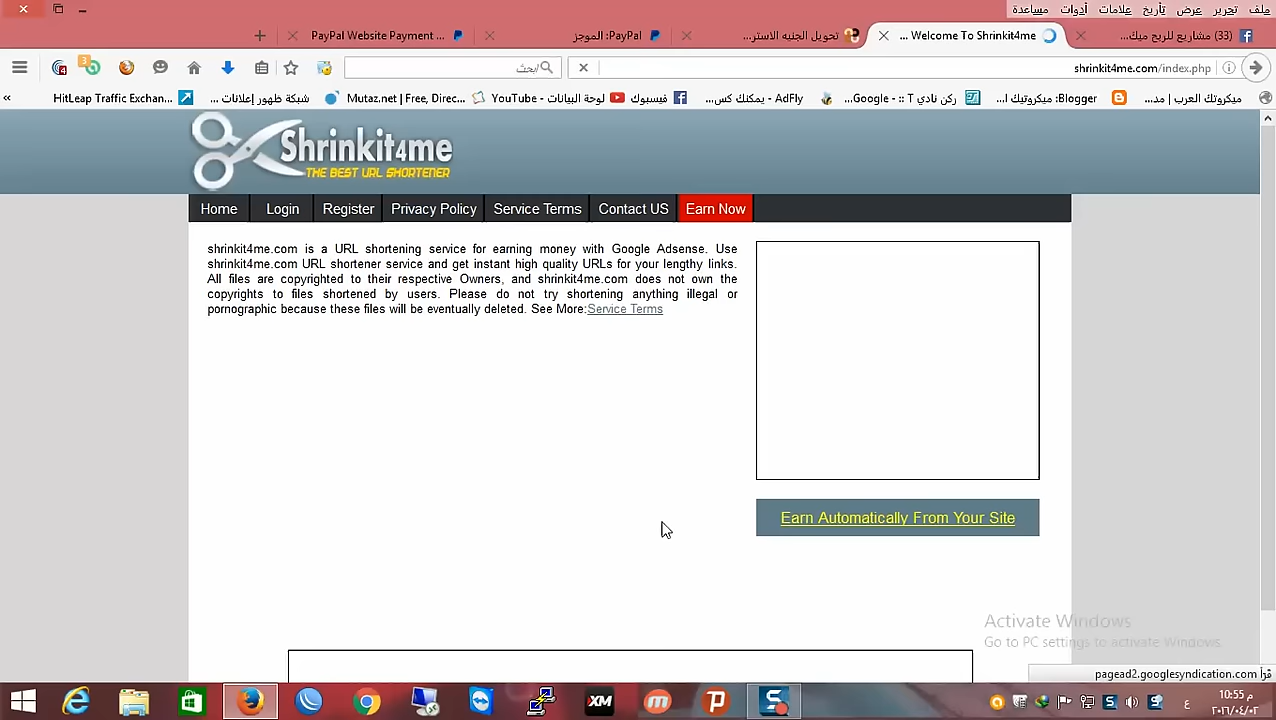 ملف تحرير عرض تأريخ علامات أدوات مساعدة
(33) مشاريع للربح ميك...
Welcome To Shrinkit4me ...
تحويل الجنيه الاستر...
PayPal: الموجز
PayPal Website Payment ...
shrinkit4me.com/index.php
ابحث
3
ميكروتك العرب | مد...
Blogger: ميكروتيك ا...
ركن نادي Google - :: T...
AdFly - يمكنك كس...
فيسبوك
لوحة البيانات - YouTube
Mutaz.net | Free, Direc...
شبكة ظهور إعلانات ...
HitLeap Traffic Exchan...
Shrinkit4me
THE BEST URL SHORTENER
Home Login Register Privacy Policy Service Terms Contact US Earn Now
shrinkit4me.com is a URL shortening service for earning money with Google Adsense. Use
shrinkit4me.com URL shortener service and get instant high quality URLs for your lengthy links.
All files are copyrighted to their respective Owners, and shrinkit4me.com does not own the
copyrights to files shortened by users. Please do not try shortening anything illegal or
pornographic because these files will be eventually deleted. See More:Service Terms
Earn Automatically From Your Site
Activate Windows
Go to PC settings to activate Windows.
قرأ pagead2.googlesyndication.com
XM
10:55 م
ع
٢٠١٦/٠٤/٠٢